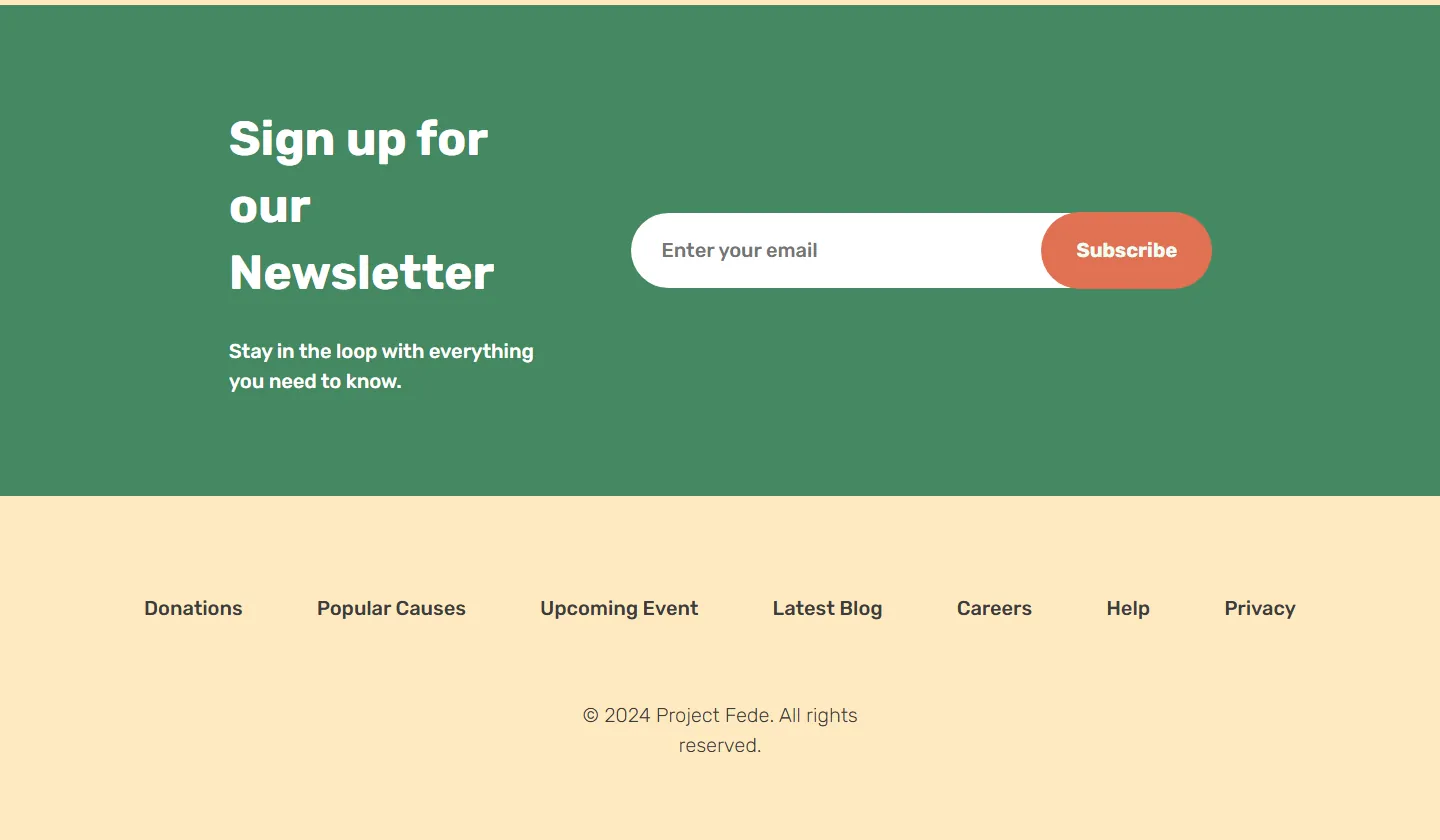 Sign up for
our
Newsletter
Stay in the loop with everything
you need to know.
Enter your email
Subscribe
Donations Popular Causes Upcoming Event Latest Blog Careers Help Privacy
© 2024 Project Fede. All rights
reserved.